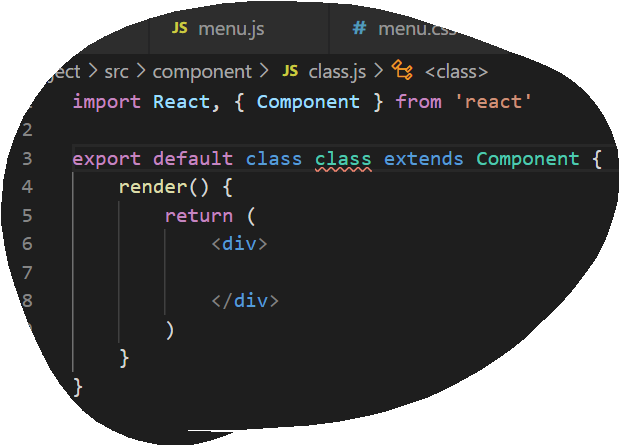 JS menu.js # menu.css
ject > src > component > JS class.js > <class>
import React, { Component } from 'react'
2
3 export default class class extends Component {
4 render() {
5 return (
6 <div>
7
8 </div>
)
}
}